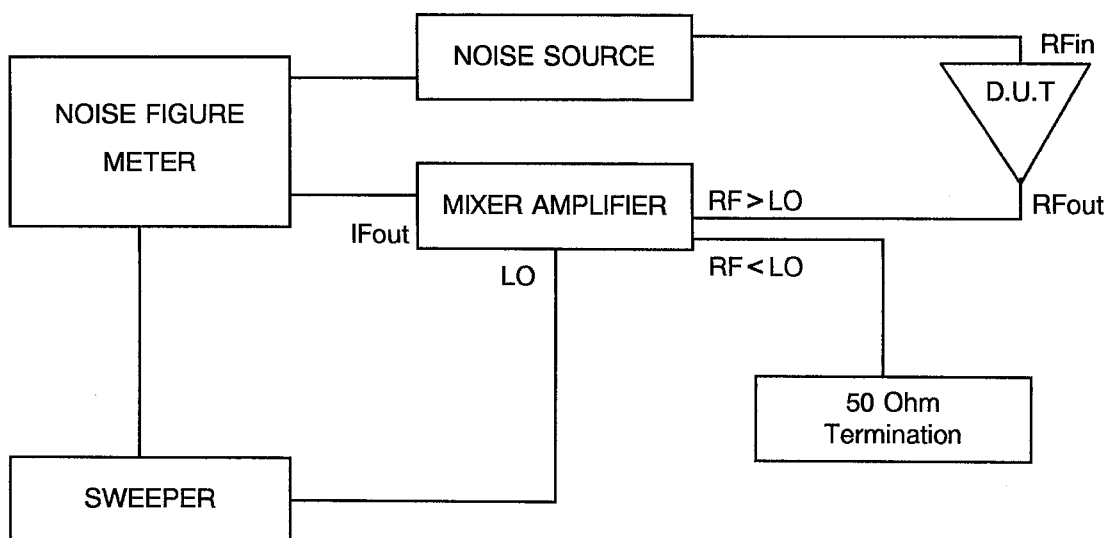 NOISE SOURCE
RFin
D.U.T
NOISE FIGURE
METER
MIXER AMPLIFIER
RF>LO
RFout
IFout
RF<LO
LO
50 Ohm
Termination
SWEEPER